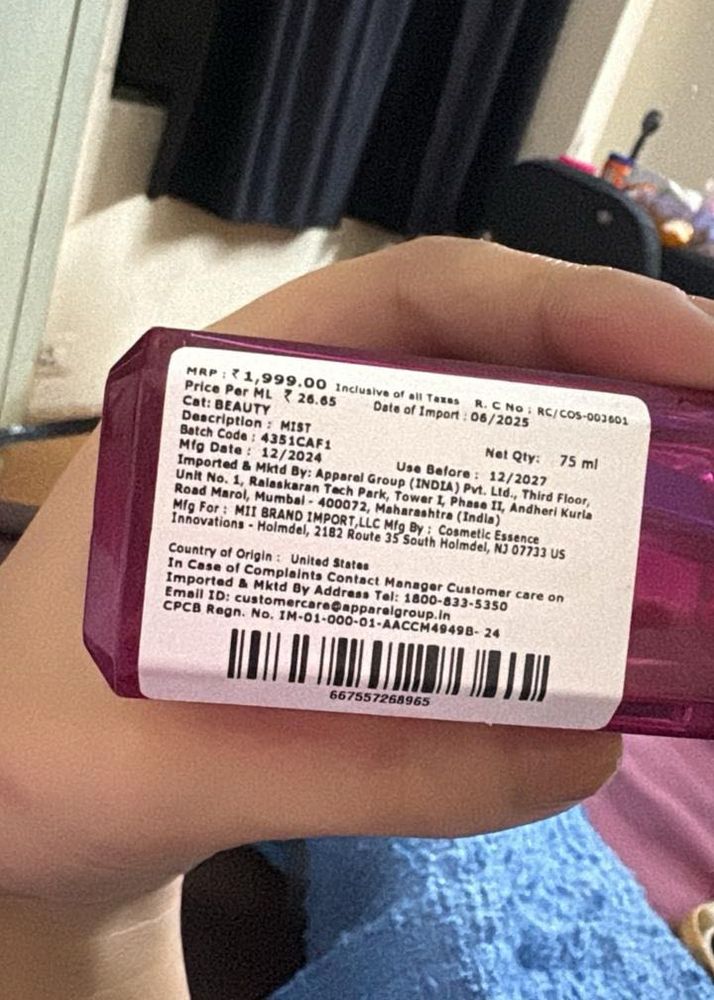 MRP : ₹ 1,999.00 Inclusive of all Taxes R. C No : RC/COS-003601
Price Per ML ₹ 26.65 Date of Import : 06/2025
Cat: BEAUTY
Description : MIST Net Qty: 75 ml
Batch Code : 4351CAF1
Mfg Date : 12/2024 Use Before : 12/2027
Imported & Mktd By: Apparel Group (INDIA) Pvt. Ltd., Third Floor,
Unit No. 1, Ralaskaran Tech Park, Tower I, Phase II, Andheri Kurla
Road Marol, Mumbai - 400072, Maharashtra (India)
Mfg For : MII BRAND IMPORT,LLC Mfg By : Cosmetic Essence
Innovations - Holmdel, 2182 Route 35 South Holmdel, NJ 07733 US
Country of Origin : United States
In Case of Complaints Contact Manager Customer care on
Imported & Mktd By Address Tel: 1800-833-5350
Email ID: customercare@apparelgroup.in
CPCB Regn. No. IM-01-000-01-AACCM4949B- 24
667557268965